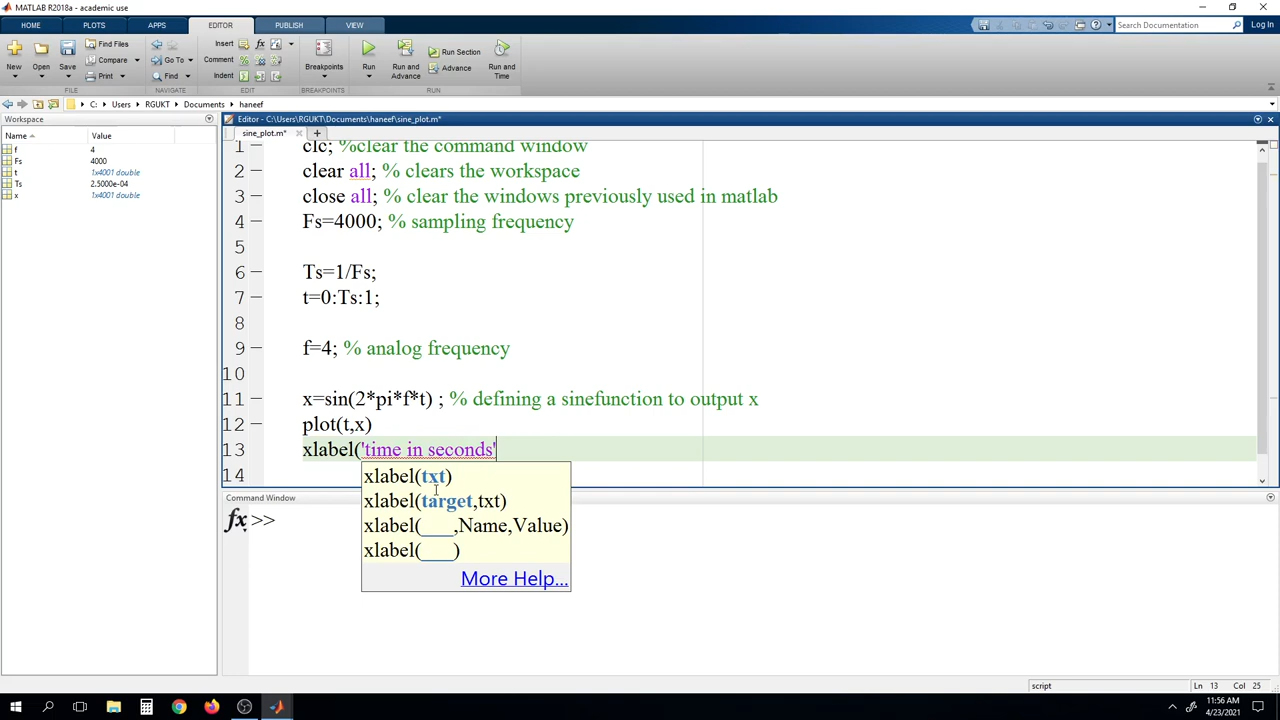 MATLAB R2018a - academic use
HOME PLOTS APPS EDITOR PUBLISH VIEW Search Documentation Log In
New Open Save Find Files Compare Print Go To Find Insert Comment Indent fx Breakpoints Run Run and Advance Run Section Advance Run and Time
FILE NAVIGATE EDIT BREAKPOINTS RUN
C: Users RGUKT Documents haneef
Workspace
Name Value
f 4
Fs 4000
t 1x4001 double
Ts 2.5000e-04
x 1x4001 double
Editor - C:\Users\RGUKT\Documents\haneef\sine_plot.m*
sine_plot.m*
1 clc; %clear the command window
2 clear all; % clears the workspace
3 close all; % clear the windows previously used in matlab
4 Fs=4000; % sampling frequency
5
6 Ts=1/Fs;
7 t=0:Ts:1;
8
9 f=4; % analog frequency
10
11 x=sin(2*pi*f*t) ; % defining a sinefunction to output x
12 plot(t,x)
13 xlabel('time in seconds'
14
xlabel(txt)
xlabel(target,txt)
xlabel(___,Name,Value)
xlabel(___)
More Help...
Command Window
fx >>
script Ln 13 Col 25
11:56 AM
4/23/2021